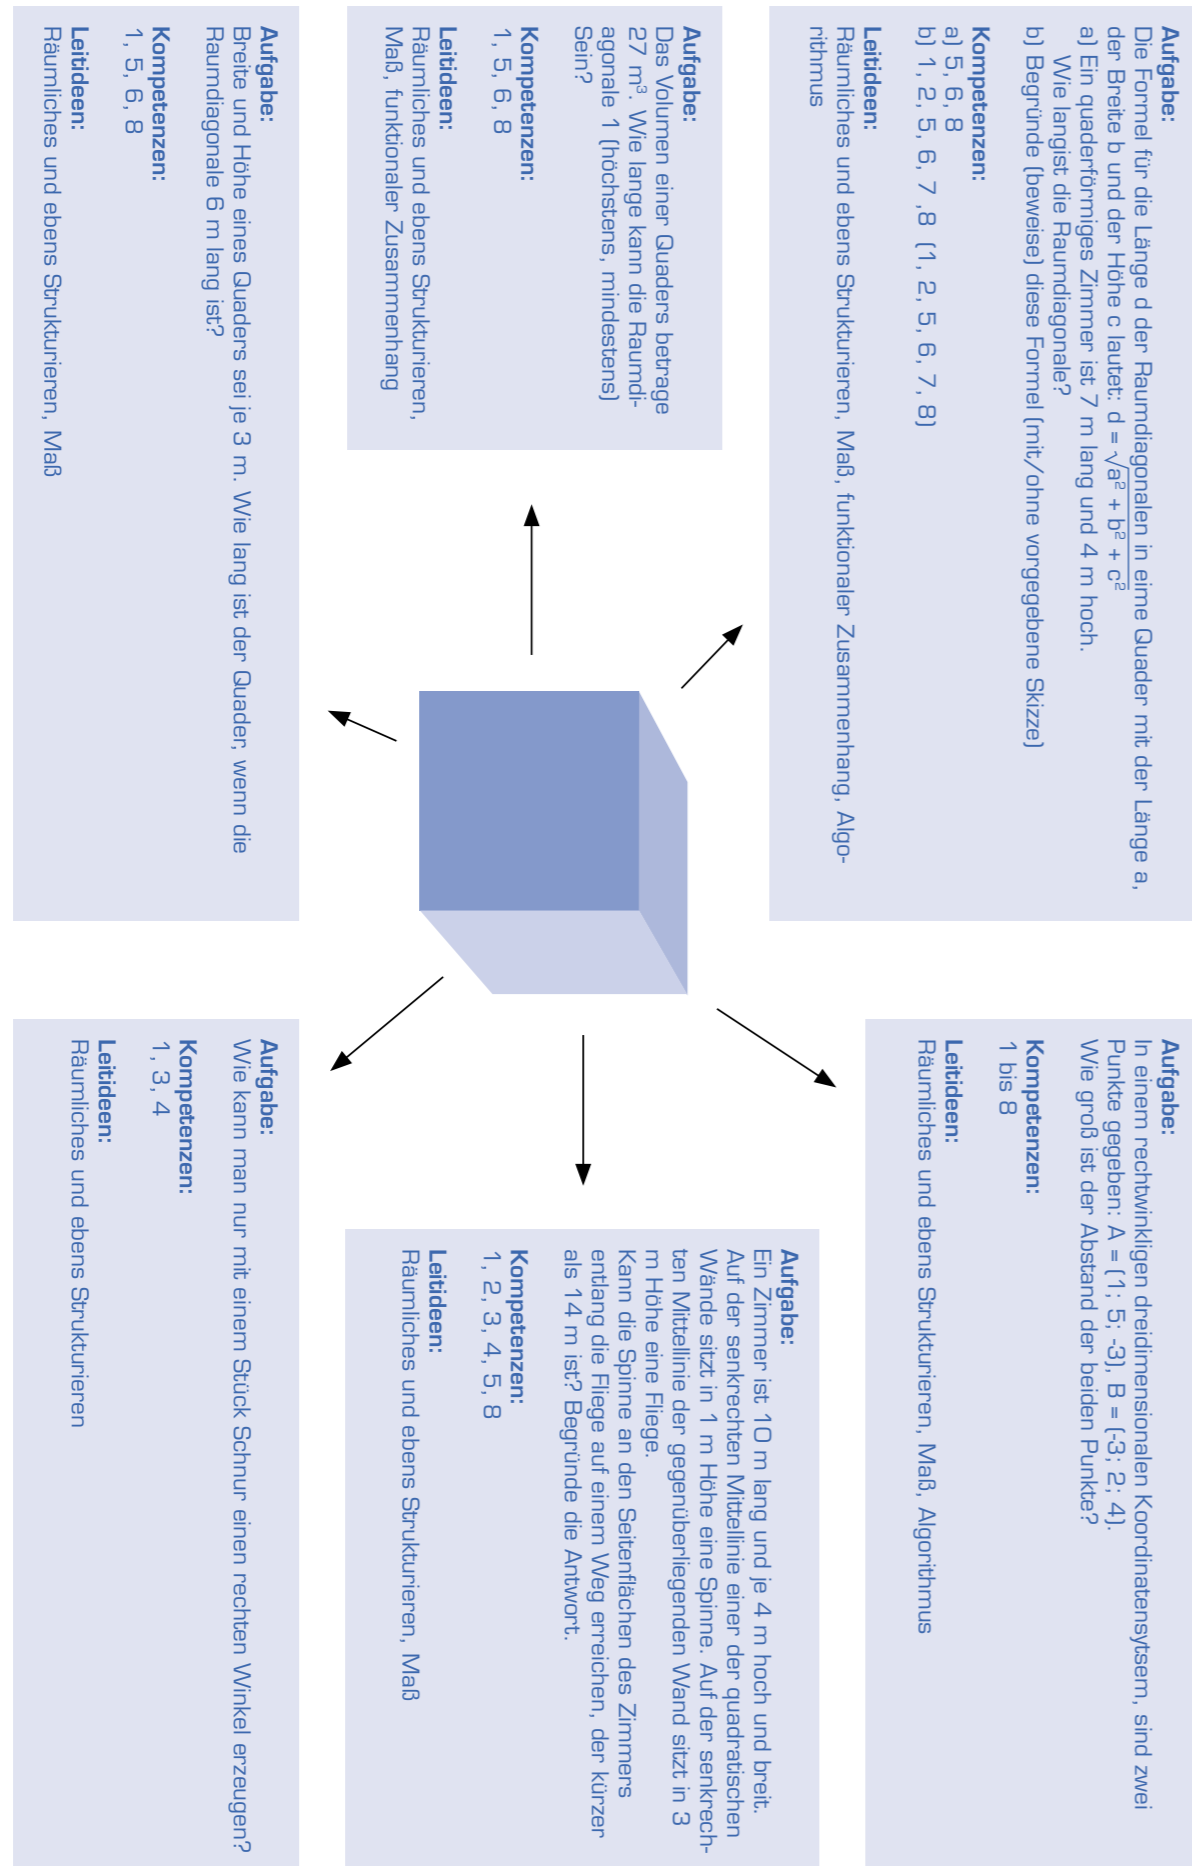 Aufgabe:
Die Formel für die Länge d der Raumdiagonalen in eime Quader mit der Länge a,
der Breite b und der Höhe c lautet: d = √a² + b² + c²
a) Ein quaderförmiges Zimmer ist 7 m lang und 4 m hoch.
Wie langist die Raumdiagonale?
b) Begründe (beweise) diese Formel (mit/ohne vorgegebene Skizze)
Kompetenzen:
a) 5, 6, 8
b) 1, 2, 5, 6, 7 ,8 (1, 2, 5, 6, 7, 8)
Leitideen:
Räumliches und ebens Strukturieren, Maß, funktionaler Zusammenhang, Algo-
rithmus
Aufgabe:
In einem rechtwinkligen dreidimensionalen Koordinatensytsem, sind zwei
Punkte gegeben: A = (1; 5; -3), B = (-3; 2; 4).
Wie groß ist der Abstand der beiden Punkte?
Kompetenzen:
1 bis 8
Leitideen:
Räumliches und ebens Strukturieren, Maß, Algorithmus
Aufgabe:
Das Volumen einer Quaders betrage
27 m³. Wie lange kann die Raumdi-
agonale 1 (höchstens, mindestens)
Sein?
Kompetenzen:
1, 5, 6, 8
Leitideen:
Räumliches und ebens Strukturieren,
Maß, funktionaler Zusammenhang
Aufgabe:
Ein Zimmer ist 10 m lang und je 4 m hoch und breit.
Auf der senkrechten Mittellinie einer der quadratischen
Wände sitzt in 1 m Höhe eine Spinne. Auf der senkrech-
ten Mittellinie der gegenüberliegenden Wand sitzt in 3
m Höhe eine Fliege.
Kann die Spinne an den Seitenflächen des Zimmers
entlang die Fliege auf einem Weg erreichen, der kürzer
als 14 m ist? Begründe die Antwort.
Kompetenzen:
1, 2, 3, 4, 5, 8
Leitideen:
Räumliches und ebens Strukturieren, Maß
Aufgabe:
Breite und Höhe eines Quaders sei je 3 m. Wie lang ist der Quader, wenn die
Raumdiagonale 6 m lang ist?
Kompetenzen:
1, 5, 6, 8
Leitideen:
Räumliches und ebens Strukturieren, Maß
Aufgabe:
Wie kann man nur mit einem Stück Schnur einen rechten Winkel erzeugen?
Kompetenzen:
1, 3, 4
Leitideen:
Räumliches und ebens Strukturieren